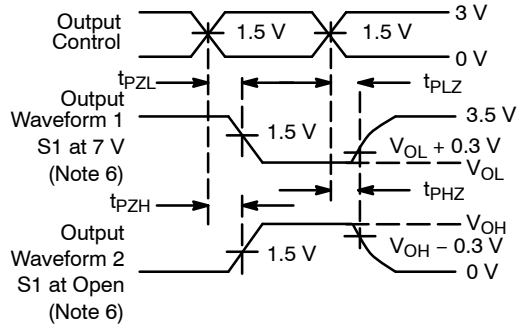 Output
Control
1.5 V
1.5 V
3 V
0 V
tPZL
tPLZ
Output
Waveform 1
S1 at 7 V
(Note 6)
1.5 V
3.5 V
VOL + 0.3 V
VOL
tPZH
tPHZ
Output
Waveform 2
S1 at Open
(Note 6)
1.5 V
VOH
VOH − 0.3 V
0 V